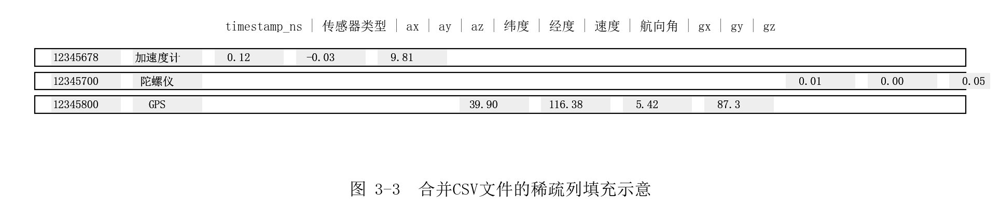 timestamp_ns | 传感器类型 | ax | ay | az | 纬度 | 经度 | 速度 | 航向角 | gx | gy | gz
12345678 加速度计 0.12 -0.03 9.81
12345700 陀螺仪 0.01 0.00 0.05
12345800 GPS 39.90 116.38 5.42 87.3
图 3-3 合并CSV文件的稀疏列填充示意